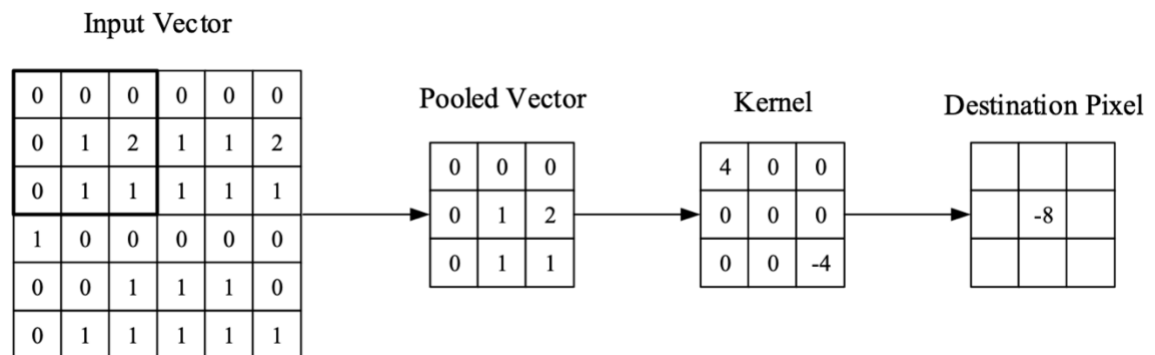 Input Vector
0 0 0 0 0 0
0 1 2 1 1 2
0 1 1 1 1 1
1 0 0 0 0 0
0 0 1 1 1 0
0 1 1 1 1 1
Pooled Vector
0 0 0
0 1 2
0 1 1
Kernel
4 0 0
0 0 0
0 0 -4
Destination Pixel
-8